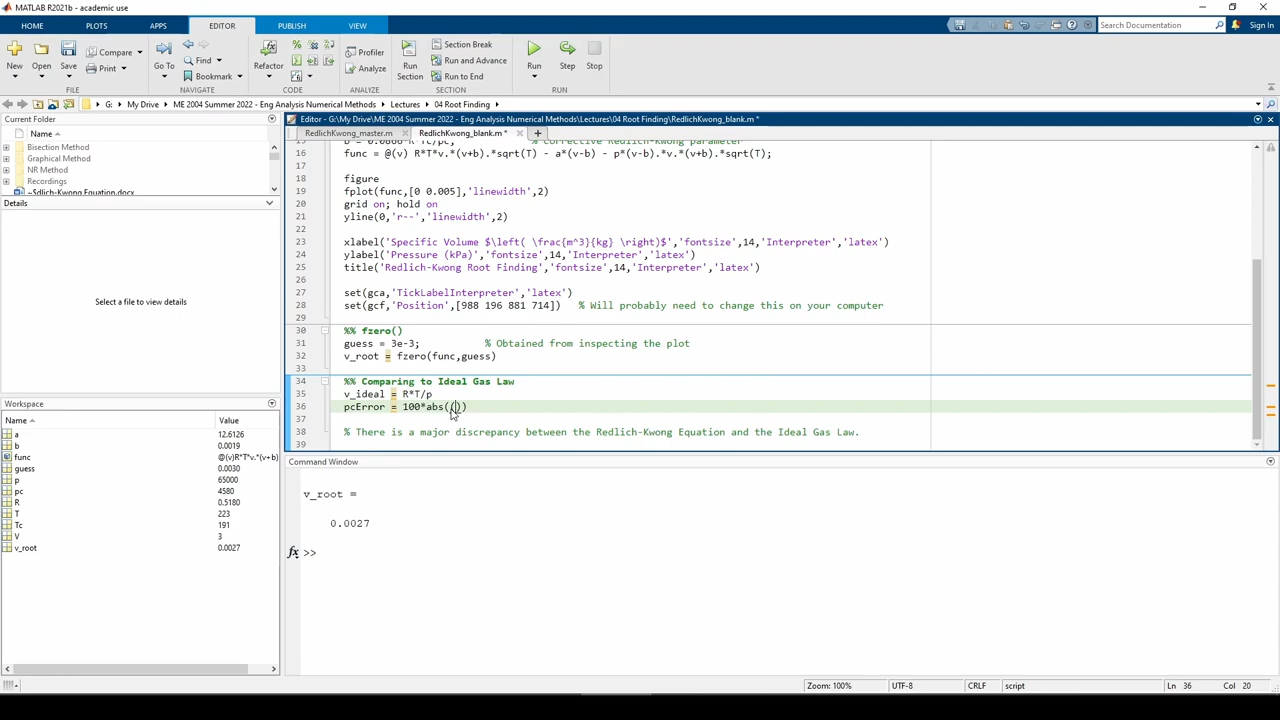 MATLAB R2021b - academic use
HOME PLOTS APPS EDITOR PUBLISH VIEW
Search Documentation
Sign In
New Open Save Compare Print
Go To Find Bookmark
Refactor
Profiler Analyze
Run Section
Section Break
Run and Advance
Run to End
Run Step Stop
FILE NAVIGATE CODE ANALYZE SECTION RUN
G: ▸ My Drive ▸ ME 2004 Summer 2022 - Eng Analysis Numerical Methods ▸ Lectures ▸ 04 Root Finding ▸
Current Folder
Name
Bisection Method
Graphical Method
NR Method
Recordings
~$dlich-Kwong Equation.docx
Details
Select a file to view details
Workspace
Name Value
a 12.6126
b 0.0019
func @(v)R*T*v.*(v+b)
guess 0.0030
p 65000
pc 4580
R 0.5180
T 223
Tc 191
V 3
v_root 0.0027
Editor - G:\My Drive\ME 2004 Summer 2022 - Eng Analysis Numerical Methods\Lectures\04 Root Finding\RedlichKwong_blank.m *
RedlichKwong_master.m × RedlichKwong_blank.m * × +
15 b = 0.0866*R*Tc/pc; % Corrective Redlich-Kwong parameter
16 func = @(v) R*T*v.*(v+b).*sqrt(T) - a*(v-b) - p*(v-b).*v.*(v+b).*sqrt(T);
17
18 figure
19 fplot(func,[0 0.005],'linewidth',2)
20 grid on; hold on
21 yline(0,'r--','linewidth',2)
22
23 xlabel('Specific Volume $\left( \frac{m^3}{kg} \right)$','fontsize',14,'Interpreter','latex')
24 ylabel('Pressure (kPa)','fontsize',14,'Interpreter','latex')
25 title('Redlich-Kwong Root Finding','fontsize',14,'Interpreter','latex')
26
27 set(gca,'TickLabelInterpreter','latex')
28 set(gcf,'Position',[988 196 881 714]) % Will probably need to change this on your computer
29
30 %% fzero()
31 guess = 3e-3; % Obtained from inspecting the plot
32 v_root = fzero(func,guess)
33
34 %% Comparing to Ideal Gas Law
35 v_ideal = R*T/p
36 pcError = 100*abs(())
37
38 % There is a major discrepancy between the Redlich-Kwong Equation and the Ideal Gas Law.
39
Command Window
v_root =
0.0027
fx >>
Zoom: 100% UTF-8 CRLF script Ln 36 Col 20